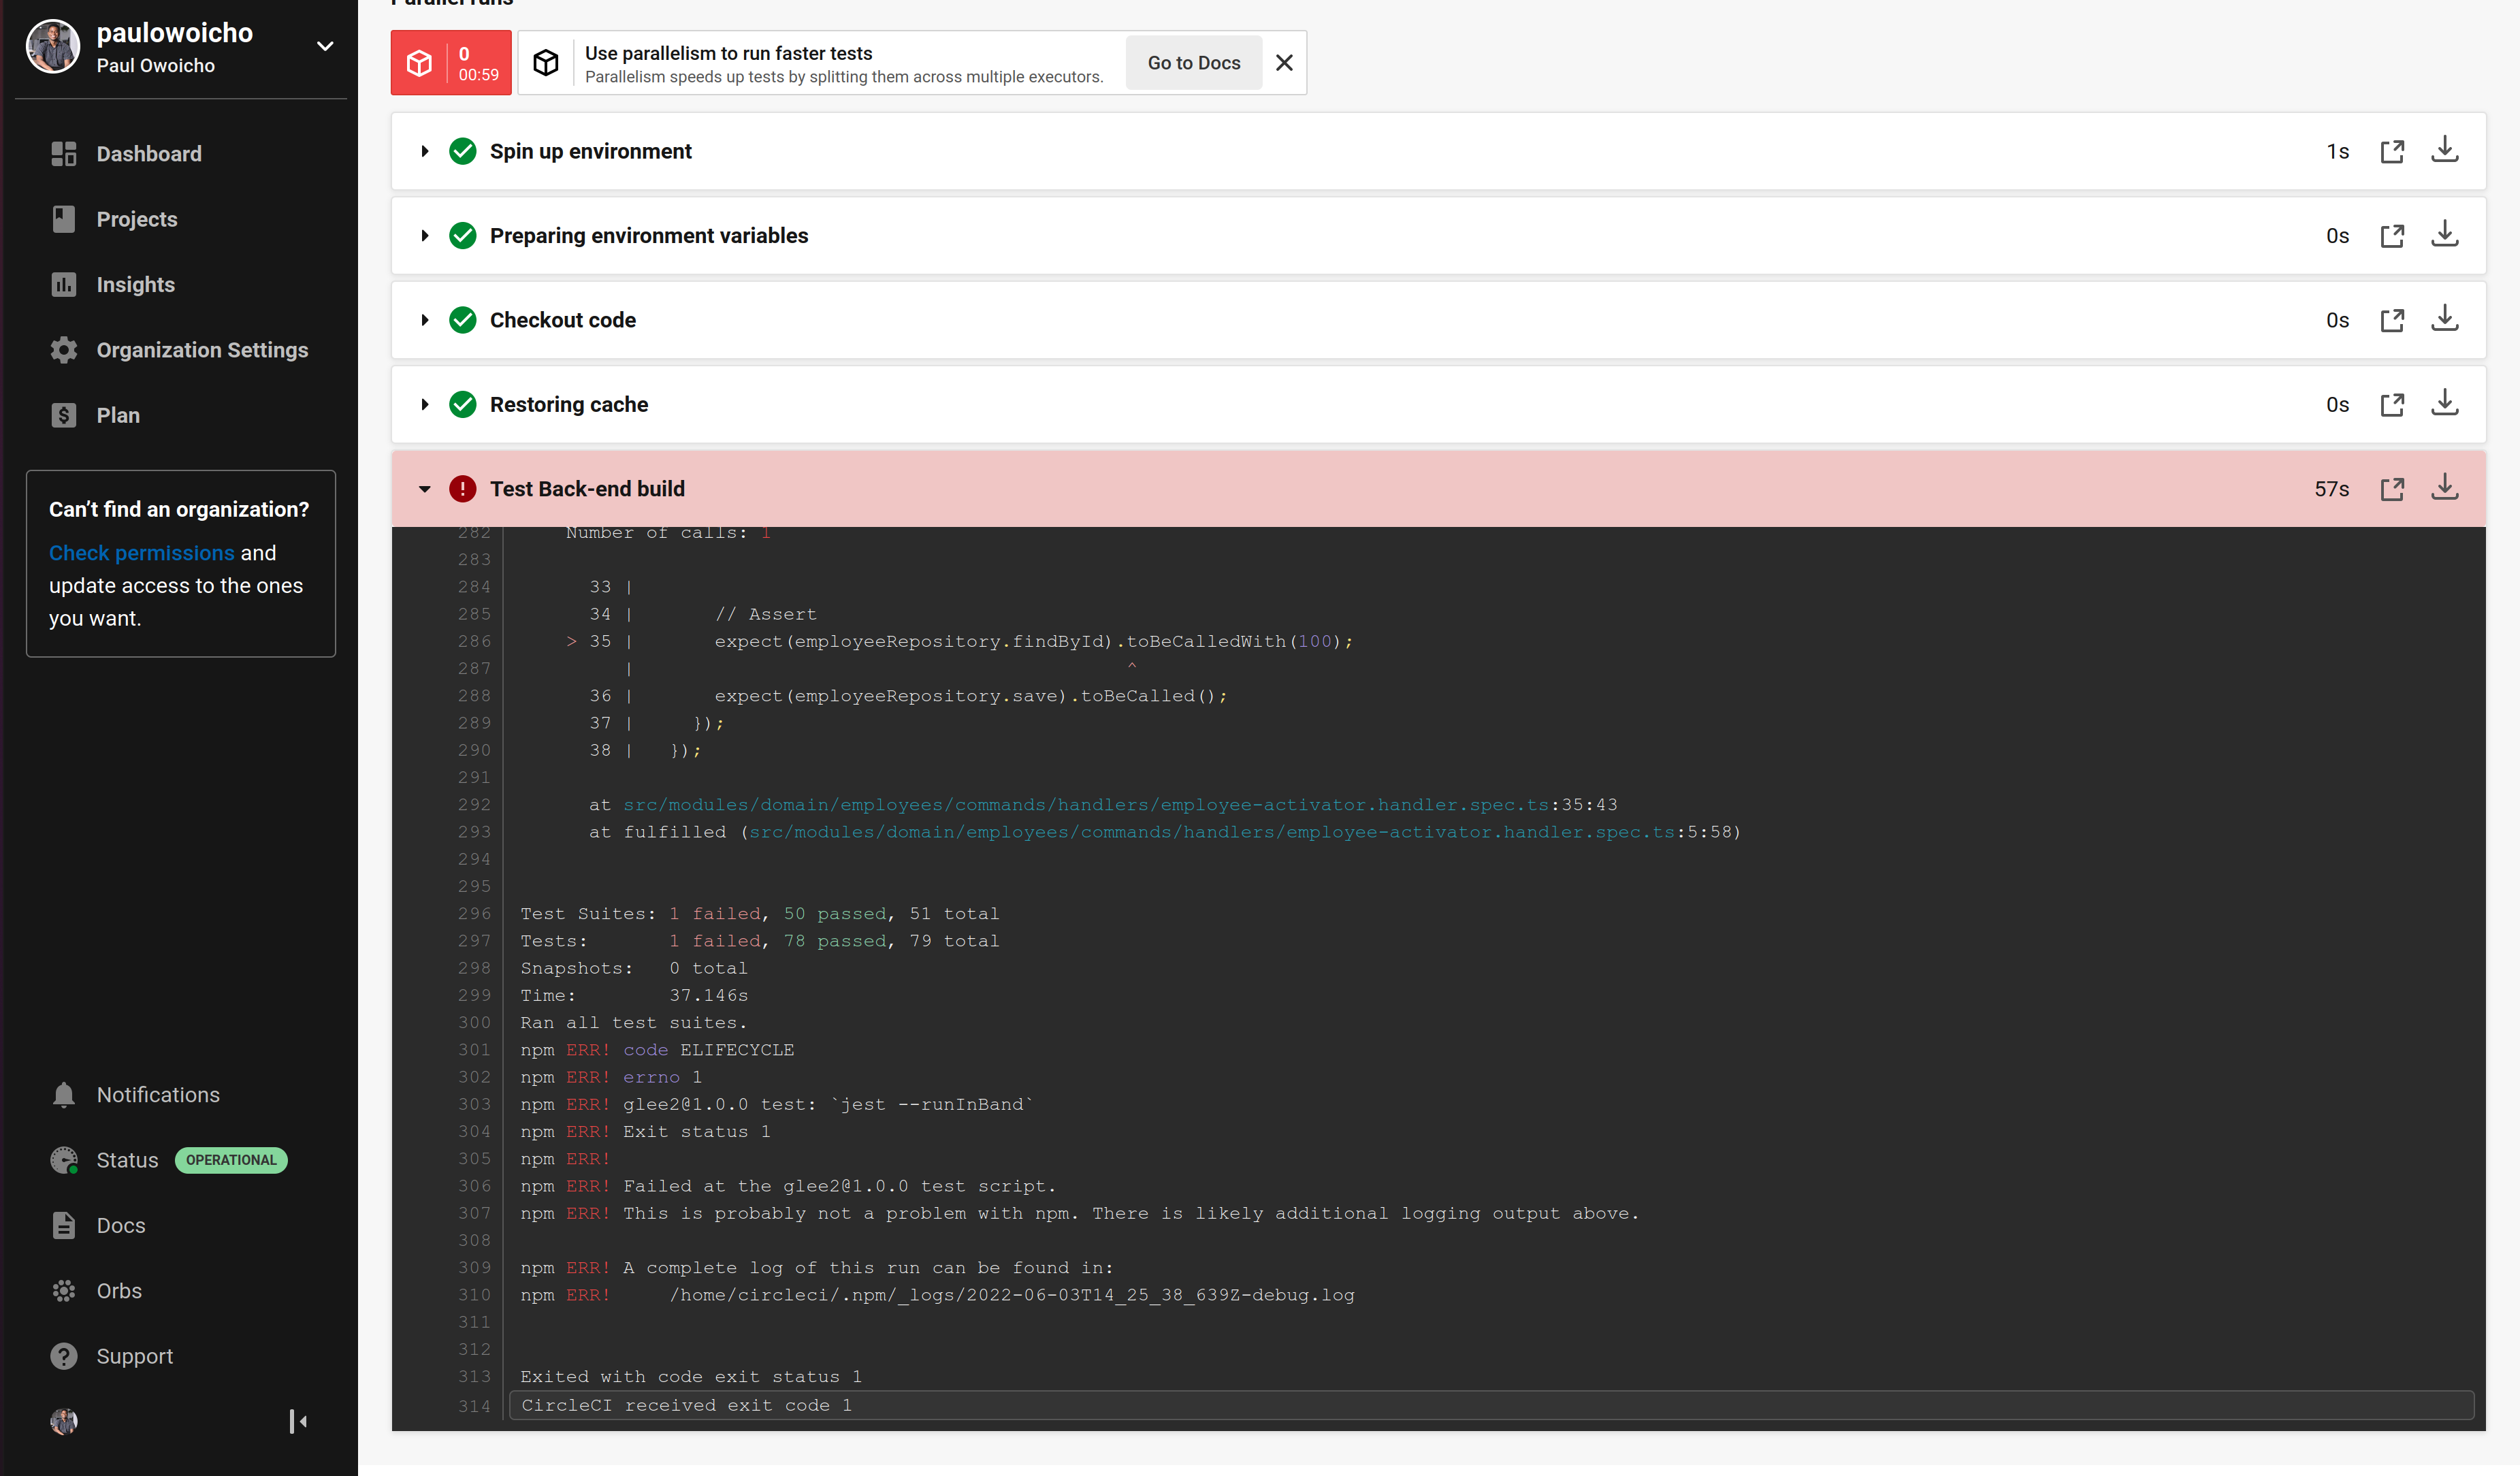 paulowoicho
Paul Owoicho
Dashboard
Projects
Insights
Organization Settings
Plan
Can't find an organization?
Check permissions and
update access to the ones
you want.
Notifications
Status OPERATIONAL
Docs
Orbs
Support
Parallel runs
0
00:59
Use parallelism to run faster tests
Parallelism speeds up tests by splitting them across multiple executors.
Go to Docs
Spin up environment 1s
Preparing environment variables 0s
Checkout code 0s
Restoring cache 0s
Test Back-end build 57s
282 Number of calls: 1
283
284 33 |
285 34 | // Assert
286 > 35 | expect(employeeRepository.findById).toBeCalledWith(100);
287 | ^
288 36 | expect(employeeRepository.save).toBeCalled();
289 37 | });
290 38 | });
291
292 at src/modules/domain/employees/commands/handlers/employee-activator.handler.spec.ts:35:43
293 at fulfilled (src/modules/domain/employees/commands/handlers/employee-activator.handler.spec.ts:5:58)
294
295
296 Test Suites: 1 failed, 50 passed, 51 total
297 Tests: 1 failed, 78 passed, 79 total
298 Snapshots: 0 total
299 Time: 37.146s
300 Ran all test suites.
301 npm ERR! code ELIFECYCLE
302 npm ERR! errno 1
303 npm ERR! glee2@1.0.0 test: `jest --runInBand`
304 npm ERR! Exit status 1
305 npm ERR!
306 npm ERR! Failed at the glee2@1.0.0 test script.
307 npm ERR! This is probably not a problem with npm. There is likely additional logging output above.
308
309 npm ERR! A complete log of this run can be found in:
310 npm ERR! /home/circleci/.npm/_logs/2022-06-03T14_25_38_639Z-debug.log
311
312
313 Exited with code exit status 1
314 CircleCI received exit code 1